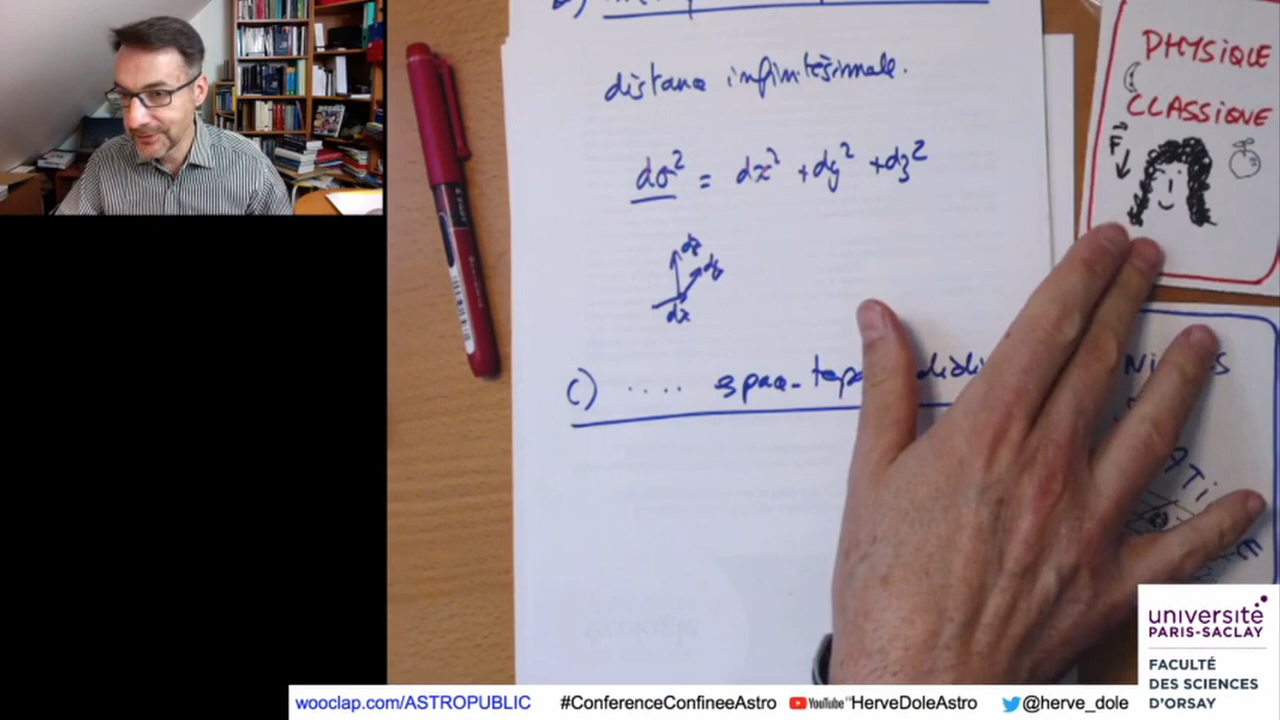 distance infinitésimale.
dσ² = dx² + dy² + dz²
dz
dy
dx
c) .... espace-temps
PHYSIQUE
CLASSIQUE
F
université
PARIS-SACLAY
FACULTÉ
DES SCIENCES
D'ORSAY
wooclap.com/ASTROPUBLIC #ConferenceConfineeAstro YouTube HerveDoleAstro @herve_dole